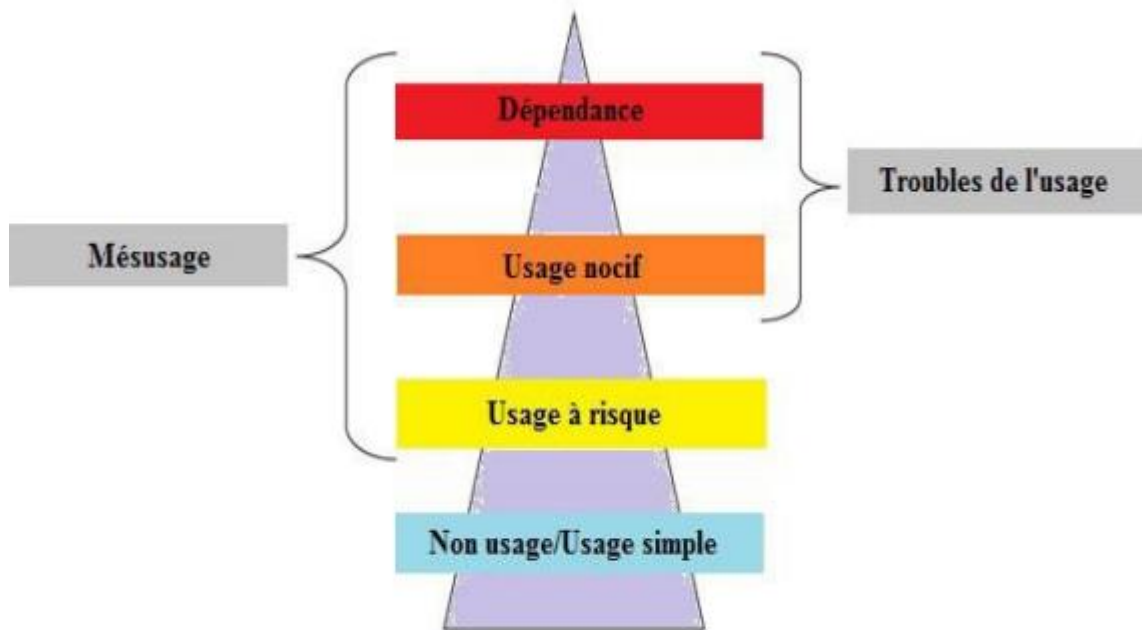 Dépendance
Troubles de l'usage
Mésusage
Usage nocif
Usage à risque
Non usage/Usage simple